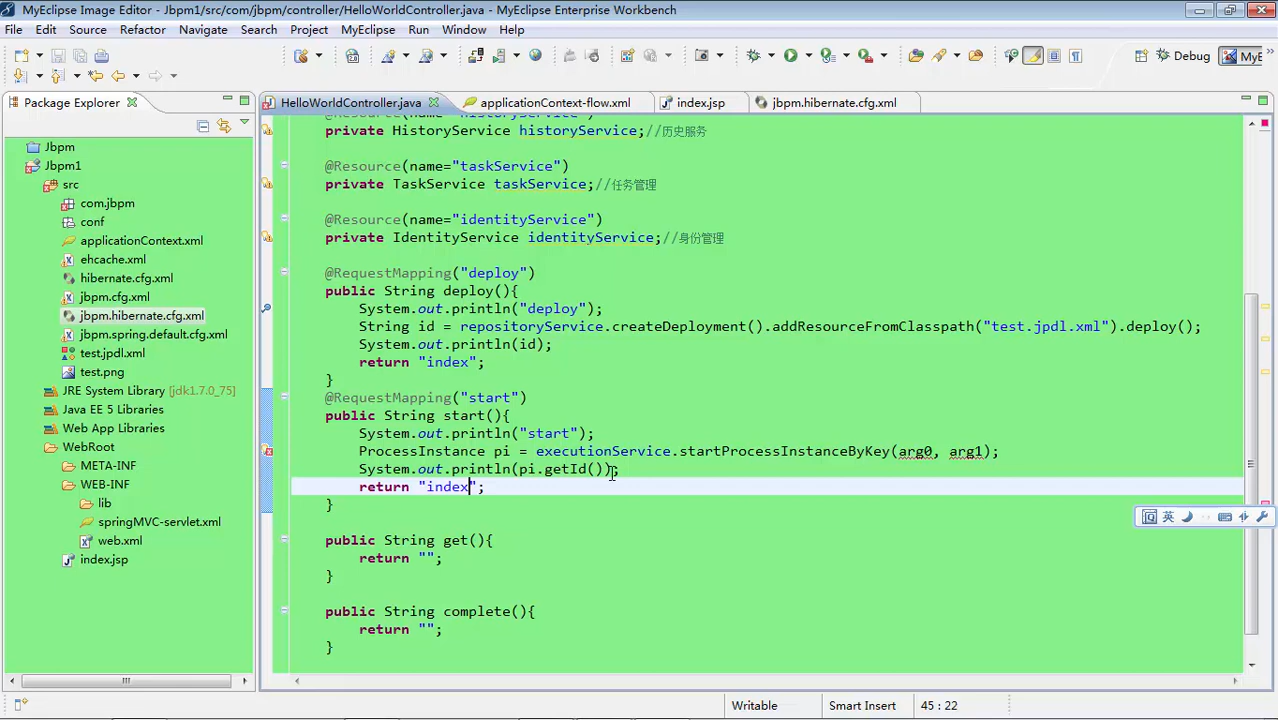 MyEclipse Image Editor - Jbpm1/src/com/jbpm/controller/HelloWorldController.java - MyEclipse Enterprise Workbench
File Edit Source Refactor Navigate Search Project MyEclipse Run Window Help
Debug MyE
Package Explorer
HelloWorldController.java applicationContext-flow.xml index.jsp jbpm.hibernate.cfg.xml
Jbpm
Jbpm1
src
com.jbpm
conf
applicationContext.xml
ehcache.xml
hibernate.cfg.xml
jbpm.cfg.xml
jbpm.hibernate.cfg.xml
jbpm.spring.default.cfg.xml
test.jpdl.xml
test.png
JRE System Library [jdk1.7.0_75]
Java EE 5 Libraries
Web App Libraries
WebRoot
META-INF
WEB-INF
lib
springMVC-servlet.xml
web.xml
index.jsp
@Resource(name="historyService")
private HistoryService historyService;//历史服务
@Resource(name="taskService")
private TaskService taskService;//任务管理
@Resource(name="identityService")
private IdentityService identityService;//身份管理
@RequestMapping("deploy")
public String deploy(){
System.out.println("deploy");
String id = repositoryService.createDeployment().addResourceFromClasspath("test.jpdl.xml").deploy();
System.out.println(id);
return "index";
}
@RequestMapping("start")
public String start(){
System.out.println("start");
ProcessInstance pi = executionService.startProcessInstanceByKey(arg0, arg1);
System.out.println(pi.getId());
return "index";
}
public String get(){
return "";
}
public String complete(){
return "";
}
英
Writable Smart Insert 45 : 22